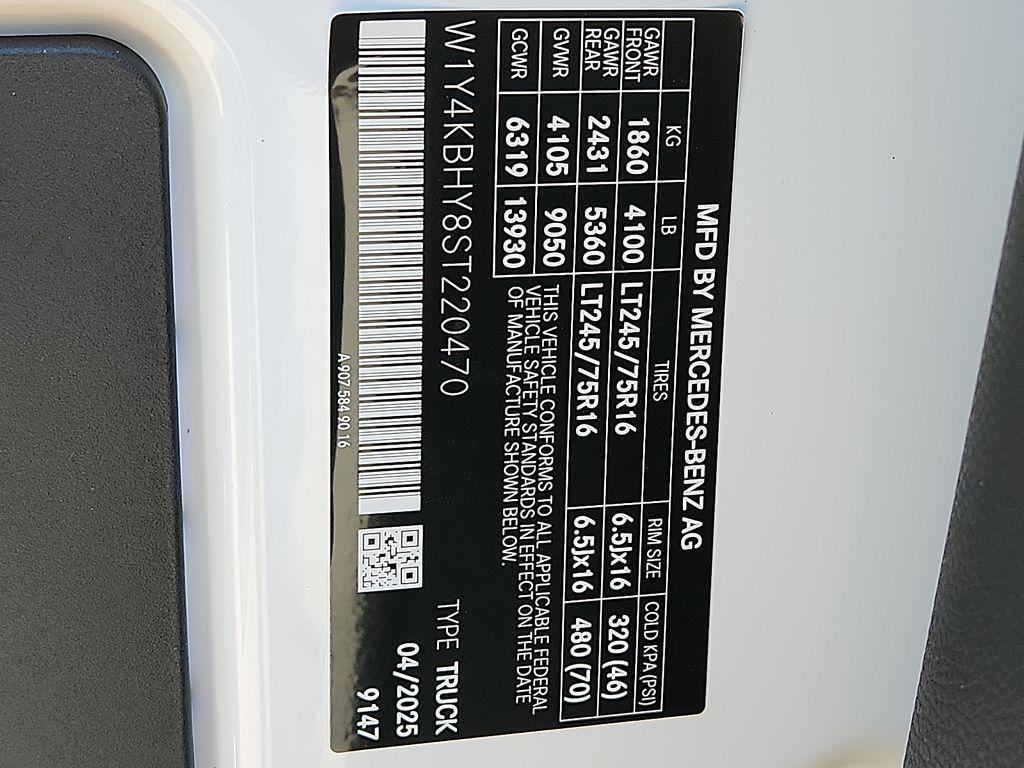 MFD BY MERCEDES-BENZ AG
KG LB TIRES RIM SIZE COLD KPA (PSI)
GAWR FRONT 1860 4100 LT245/75R16 6.5Jx16 320 (46)
GAWR REAR 2431 5360 LT245/75R16 6.5Jx16 480 (70)
GVWR 4105 9050
GCWR 6319 13930
THIS VEHICLE CONFORMS TO ALL APPLICABLE FEDERAL
VEHICLE SAFETY STANDARDS IN EFFECT ON THE DATE
OF MANUFACTURE SHOWN BELOW.
W1Y4KBHY8ST220470 TYPE TRUCK
04/2025
9147
A 907 584 90 16